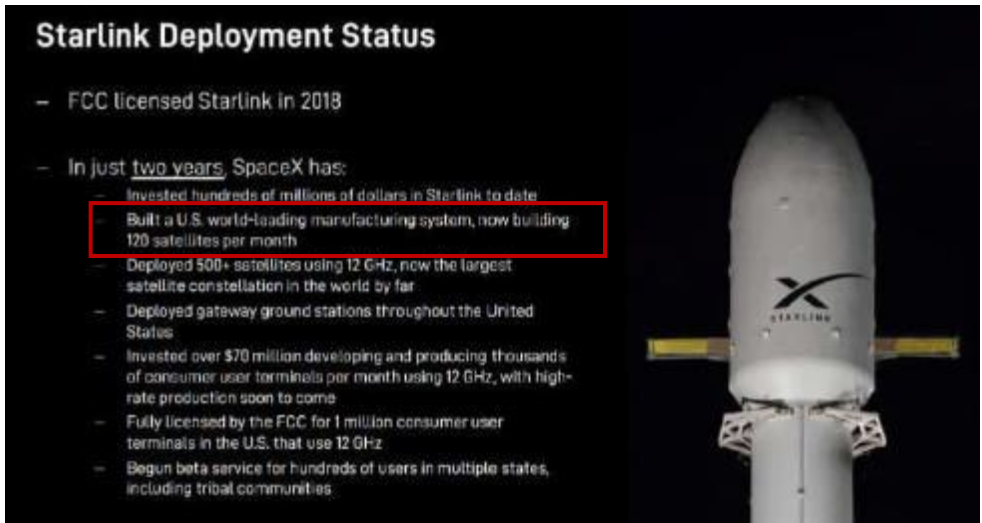 Starlink Deployment Status
– FCC licensed Starlink in 2018
– In just two years, SpaceX has:
– Invested hundreds of millions of dollars in Starlink to date
– Built a U.S. world-leading manufacturing system, now building
120 satellites per month
– Deployed 500+ satellites using 12 GHz, now the largest
satellite constellation in the world by far
– Deployed gateway ground stations throughout the United
States
– Invested over $70 million developing and producing thousands
of consumer user terminals per month using 12 GHz, with high-
rate production soon to come
– Fully licensed by the FCC for 1 million consumer user
terminals in the U.S. that use 12 GHz
– Begun beta service for hundreds of users in multiple states,
including tribal communities
X
STARLINK